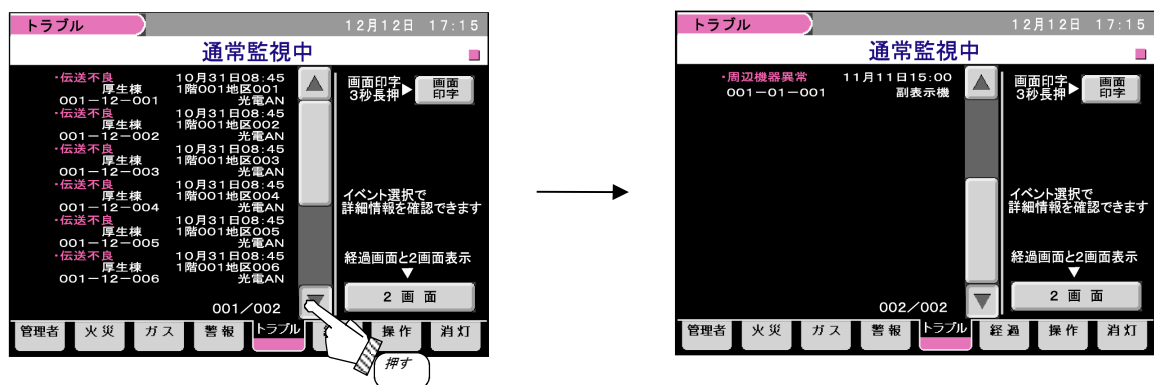 トラブル
12月12日 17:15
通常監視中
・伝送不良 10月31日08:45
厚生棟 1階001地区001
001－12－001 光電AN
・伝送不良 10月31日08:45
厚生棟 1階001地区002
001－12－002 光電AN
・伝送不良 10月31日08:45
厚生棟 1階001地区003
001－12－003 光電AN
・伝送不良 10月31日08:45
厚生棟 1階001地区004
001－12－004 光電AN
・伝送不良 10月31日08:45
厚生棟 1階001地区005
001－12－005 光電AN
・伝送不良 10月31日08:45
厚生棟 1階001地区006
001－12－006 光電AN
001／002
画面印字
3秒長押
画面
印字
イベント選択で
詳細情報を確認できます
経過画面と2画面表示
2 画 面
管理者 火災 ガス 警報 トラブル 操作 消灯
押す
トラブル
12月12日 17:15
通常監視中
・周辺機器異常 11月11日15:00
001－01－001 副表示機
002／002
画面印字
3秒長押
画面
印字
イベント選択で
詳細情報を確認できます
経過画面と2画面表示
2 画 面
管理者 火災 ガス 警報 トラブル 経過 操作 消灯